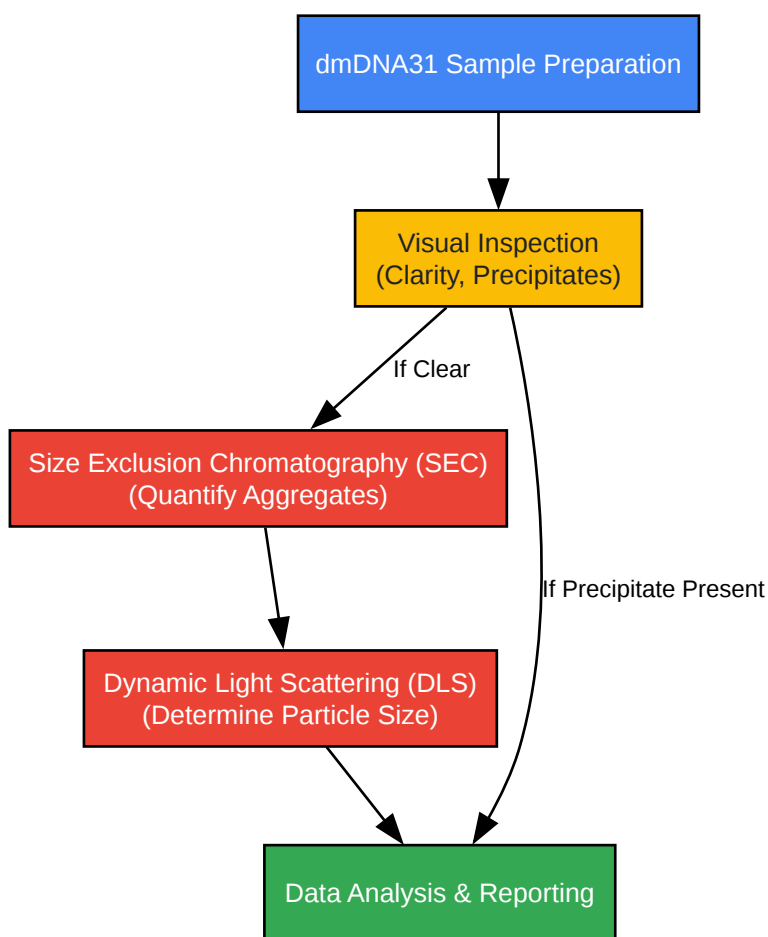 dmDNA31 Sample Preparation
Visual Inspection
(Clarity, Precipitates)
If Clear
Size Exclusion Chromatography (SEC)
(Quantify Aggregates)
If Precipitate Present
Dynamic Light Scattering (DLS)
(Determine Particle Size)
Data Analysis & Reporting